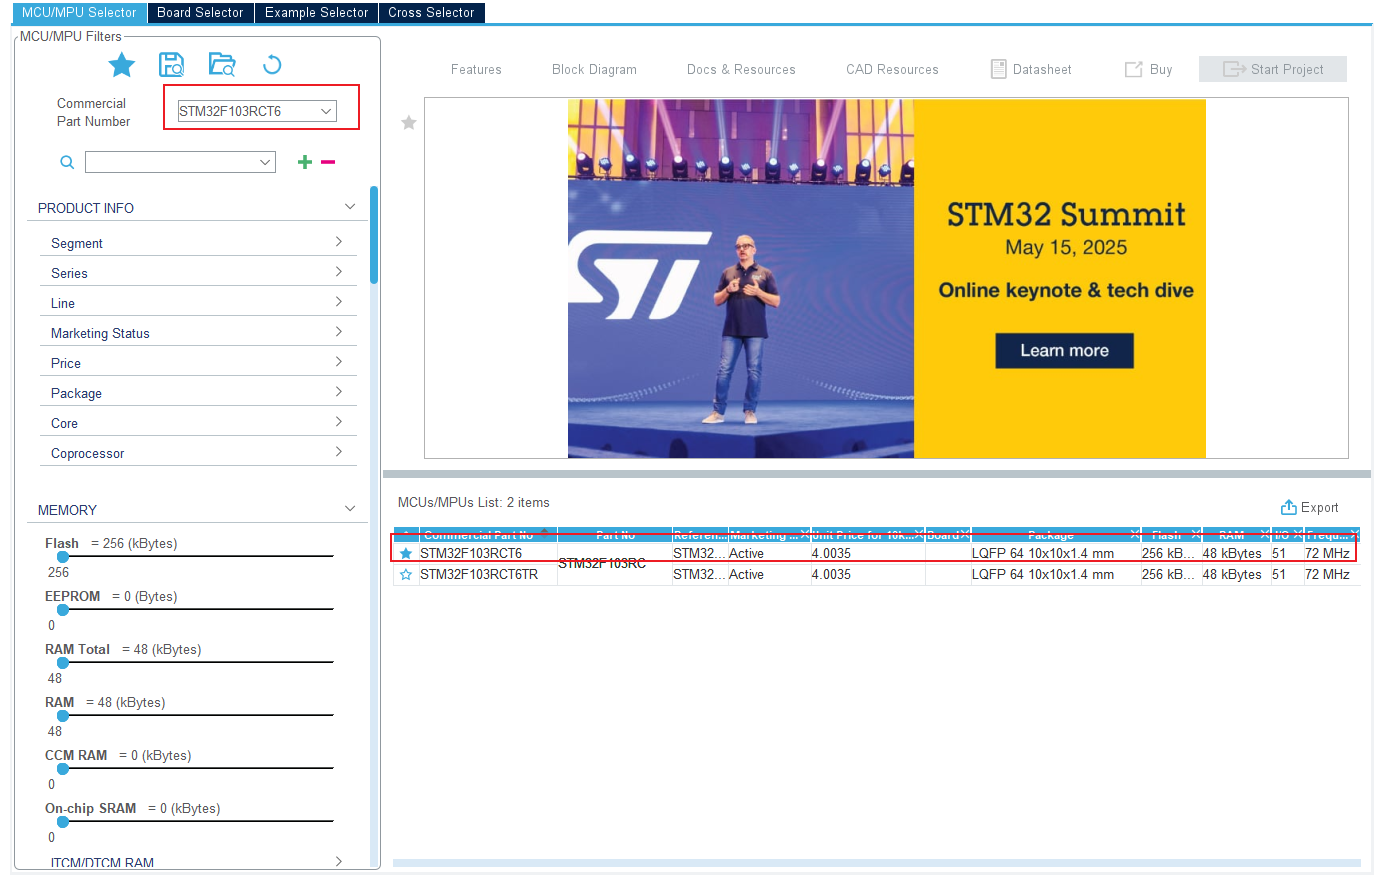 MCU/MPU Selector Board Selector Example Selector Cross Selector
MCU/MPU Filters
Commercial
Part Number
STM32F103RCT6
PRODUCT INFO
Segment
Series
Line
Marketing Status
Price
Package
Core
Coprocessor
MEMORY
Flash = 256 (kBytes)
256
EEPROM = 0 (Bytes)
0
RAM Total = 48 (kBytes)
48
RAM = 48 (kBytes)
48
CCM RAM = 0 (kBytes)
0
On-chip SRAM = 0 (kBytes)
0
ITCM/DTCM RAM
Features Block Diagram Docs & Resources CAD Resources Datasheet Buy Start Project
ST
STM32 Summit
May 15, 2025
Online keynote & tech dive
Learn more
MCUs/MPUs List: 2 items
Export
Commercial Part No Part No Referen... Marketing ... Unit Price for 10k... Board Package Flash RAM I/O Frequ...
STM32F103RCT6 STM32F103RC STM32... Active 4.0035 LQFP 64 10x10x1.4 mm 256 kB... 48 kBytes 51 72 MHz
STM32F103RCT6TR STM32... Active 4.0035 LQFP 64 10x10x1.4 mm 256 kB... 48 kBytes 51 72 MHz